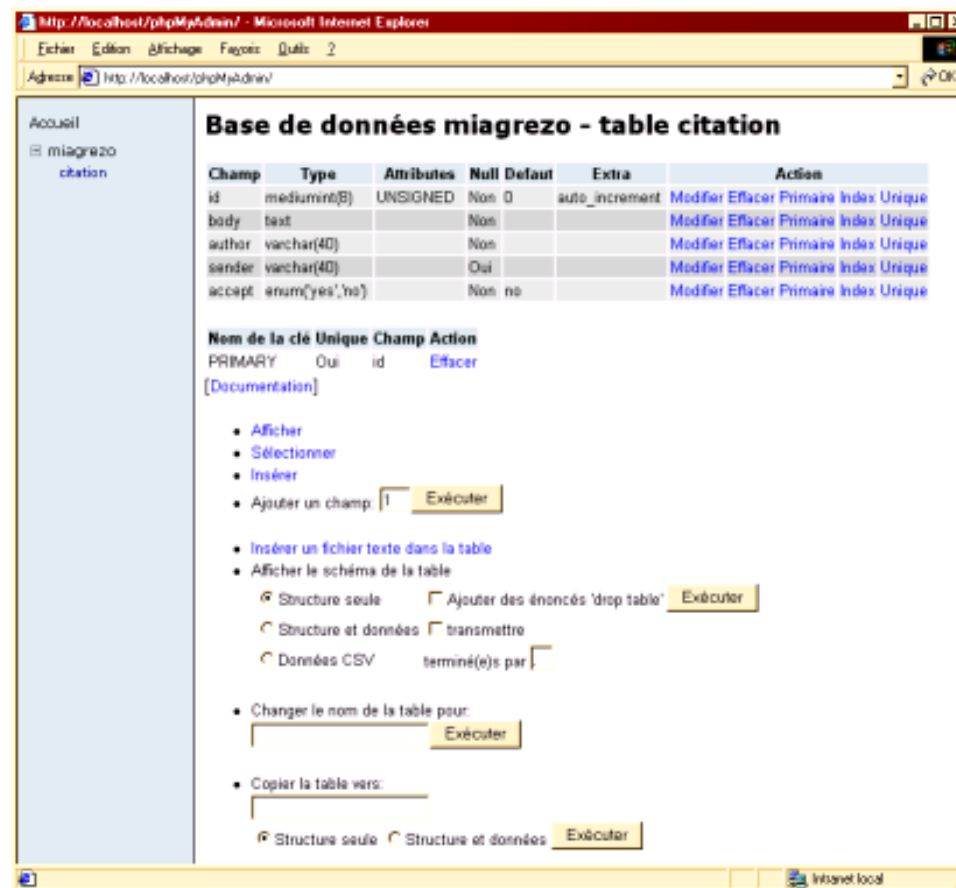 http://localhost/phpMyAdmin/ - Microsoft Internet Explorer
Fichier Edition Affichage Favoris Outils ?
Adresse http://localhost/phpMyAdmin/ OK
Accueil
miagrezo
citation
Base de données miagrezo - table citation
Champ Type Attributes Null Defaut Extra Action
id mediumint(8) UNSIGNED Non 0 auto_increment Modifier Effacer Primaire Index Unique
body text Non Modifier Effacer Primaire Index Unique
author varchar(40) Non Modifier Effacer Primaire Index Unique
sender varchar(40) Oui Modifier Effacer Primaire Index Unique
accept enum('yes','no') Non no Modifier Effacer Primaire Index Unique
Nom de la clé Unique Champ Action
PRIMARY Oui id Effacer
[Documentation]
Afficher
Sélectionner
Insérer
Ajouter un champ: 1 Exécuter
Insérer un fichier texte dans la table
Afficher le schéma de la table
Structure seule Ajouter des énoncés 'drop table' Exécuter
Structure et données transmettre
Données CSV terminé(e)s par
Changer le nom de la table pour:
Exécuter
Copier la table vers:
Structure seule Structure et données Exécuter
Intranet local